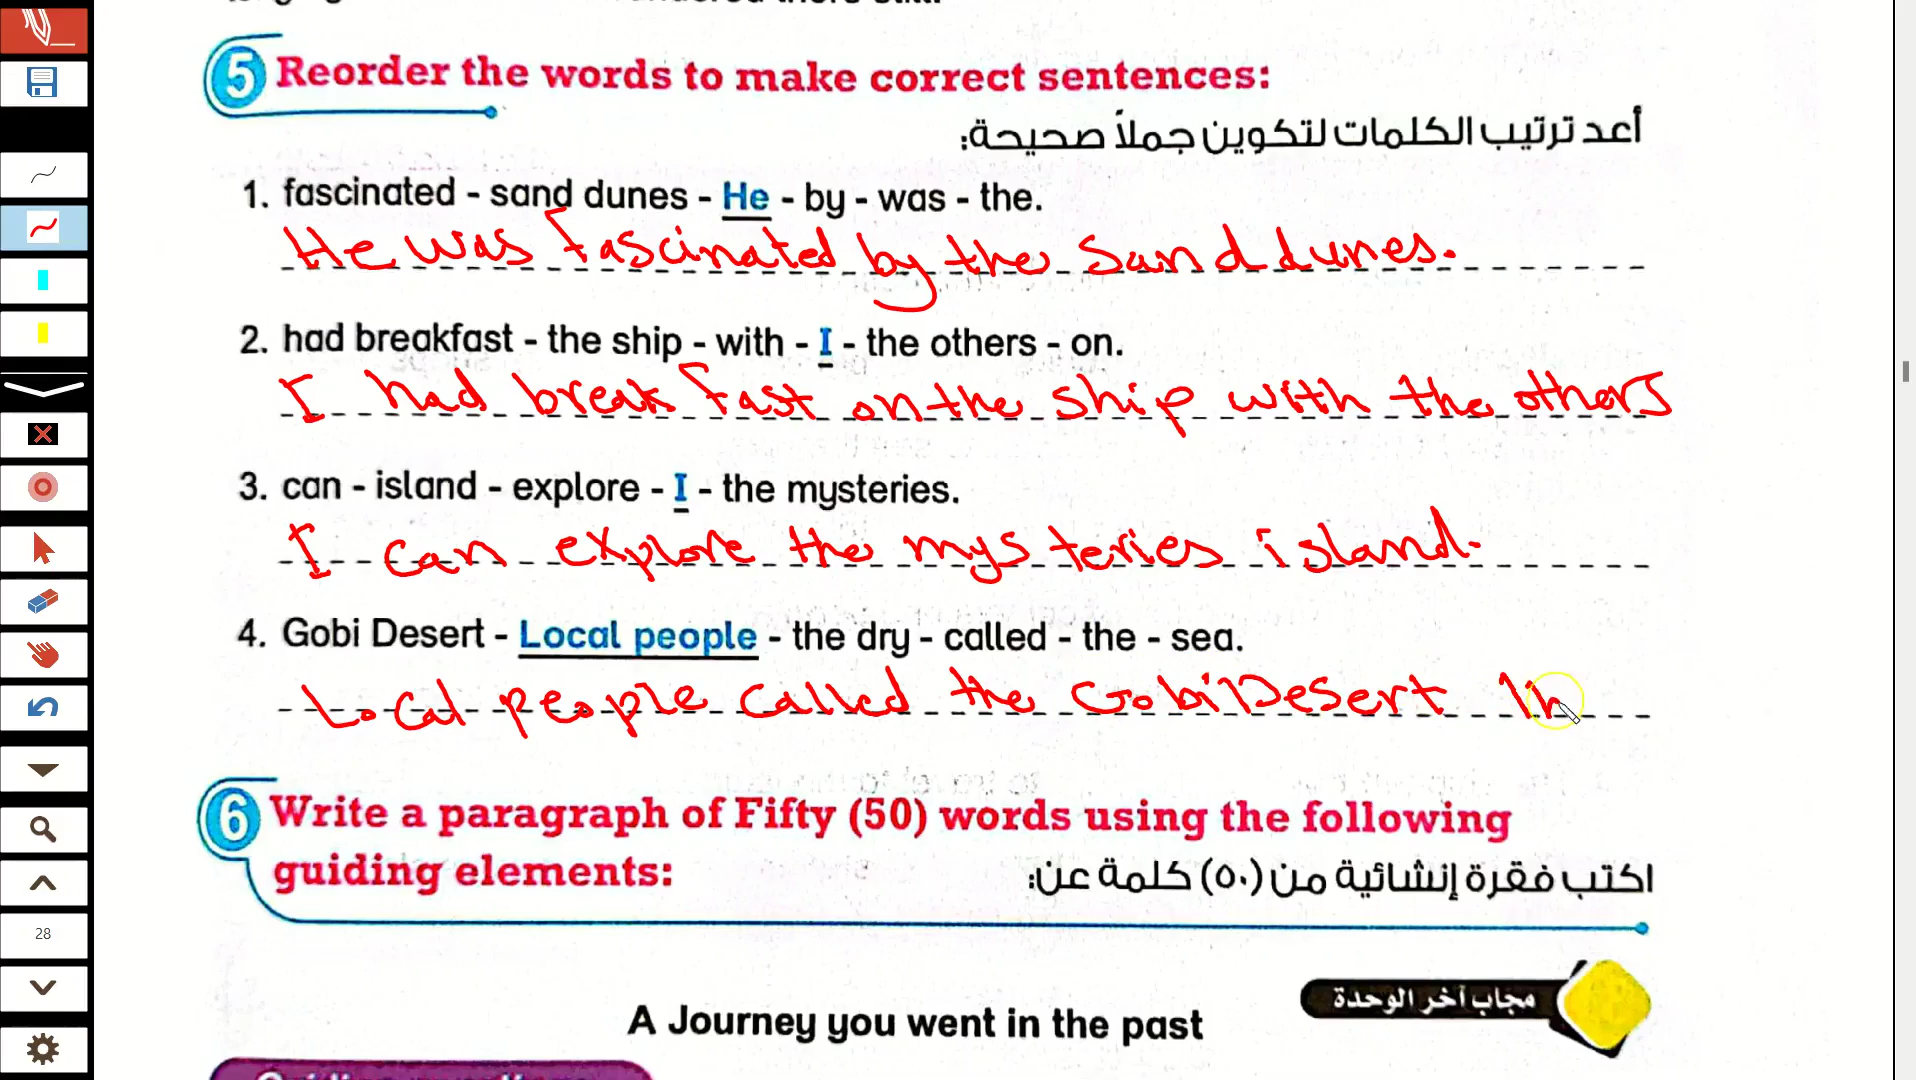 5 Reorder the words to make correct sentences:
أعد ترتيب الكلمات لتكوين جملاً صحيحة:
1. fascinated - sand dunes - He - by - was - the.
He was fascinated by the Sand dunes.
2. had breakfast - the ship - with - I - the others - on.
I had breakfast on the ship with the others
3. can - island - explore - I - the mysteries.
I can explore the mysteries island.
4. Gobi Desert - Local people - the dry - called - the - sea.
Local people called the Gobi Desert th
6 Write a paragraph of Fifty (50) words using the following
guiding elements:
اكتب فقرة إنشائية من (٥٠) كلمة عن:
28
مجاب آخر الوحدة
A Journey you went in the past